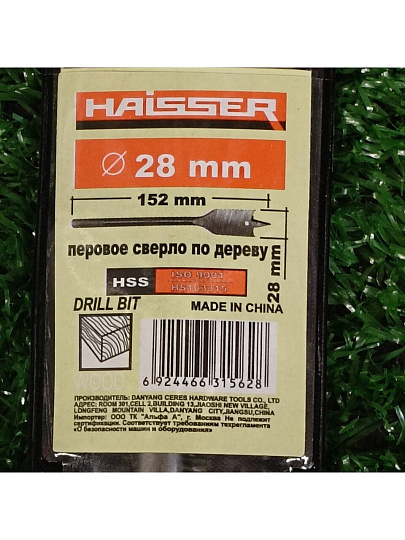 HAISSER
Ø 28 mm
152 mm
28 mm
перовое сверло по дереву
HSS ISO 9001
DRILL BIT
MADE IN CHINA
WOOD
6 924466 315628
ПРОИЗВОДИТЕЛЬ: DANYANG CERES HARDWARE TOOLS CO., LTD
АДРЕС: ROOM 301,CELL 2,BUILDING 13,JIAOSHI NEW VILLAGE,
LONGFENG MOUNTAIN VILLA,DANYANG CITY,JIANGSU,CHINA
Импортер: ООО ТК "Альфа А", г. Москва Не подлежит
сертификации. Соответствует требованиям техрегламента
«О безопасности машин и оборудования»